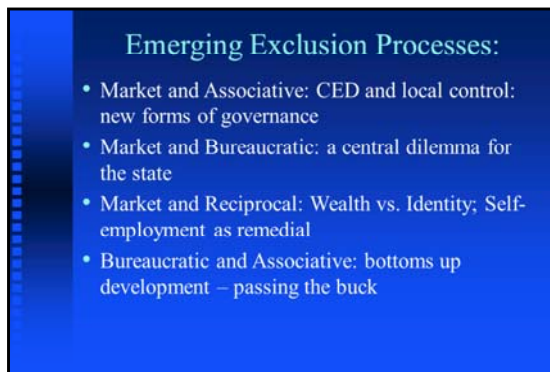 Emerging Exclusion Processes:
• Market and Associative: CED and local control:
new forms of governance
• Market and Bureaucratic: a central dilemma for
the state
• Market and Reciprocal: Wealth vs. Identity; Self-
employment as remedial
• Bureaucratic and Associative: bottoms up
development – passing the buck